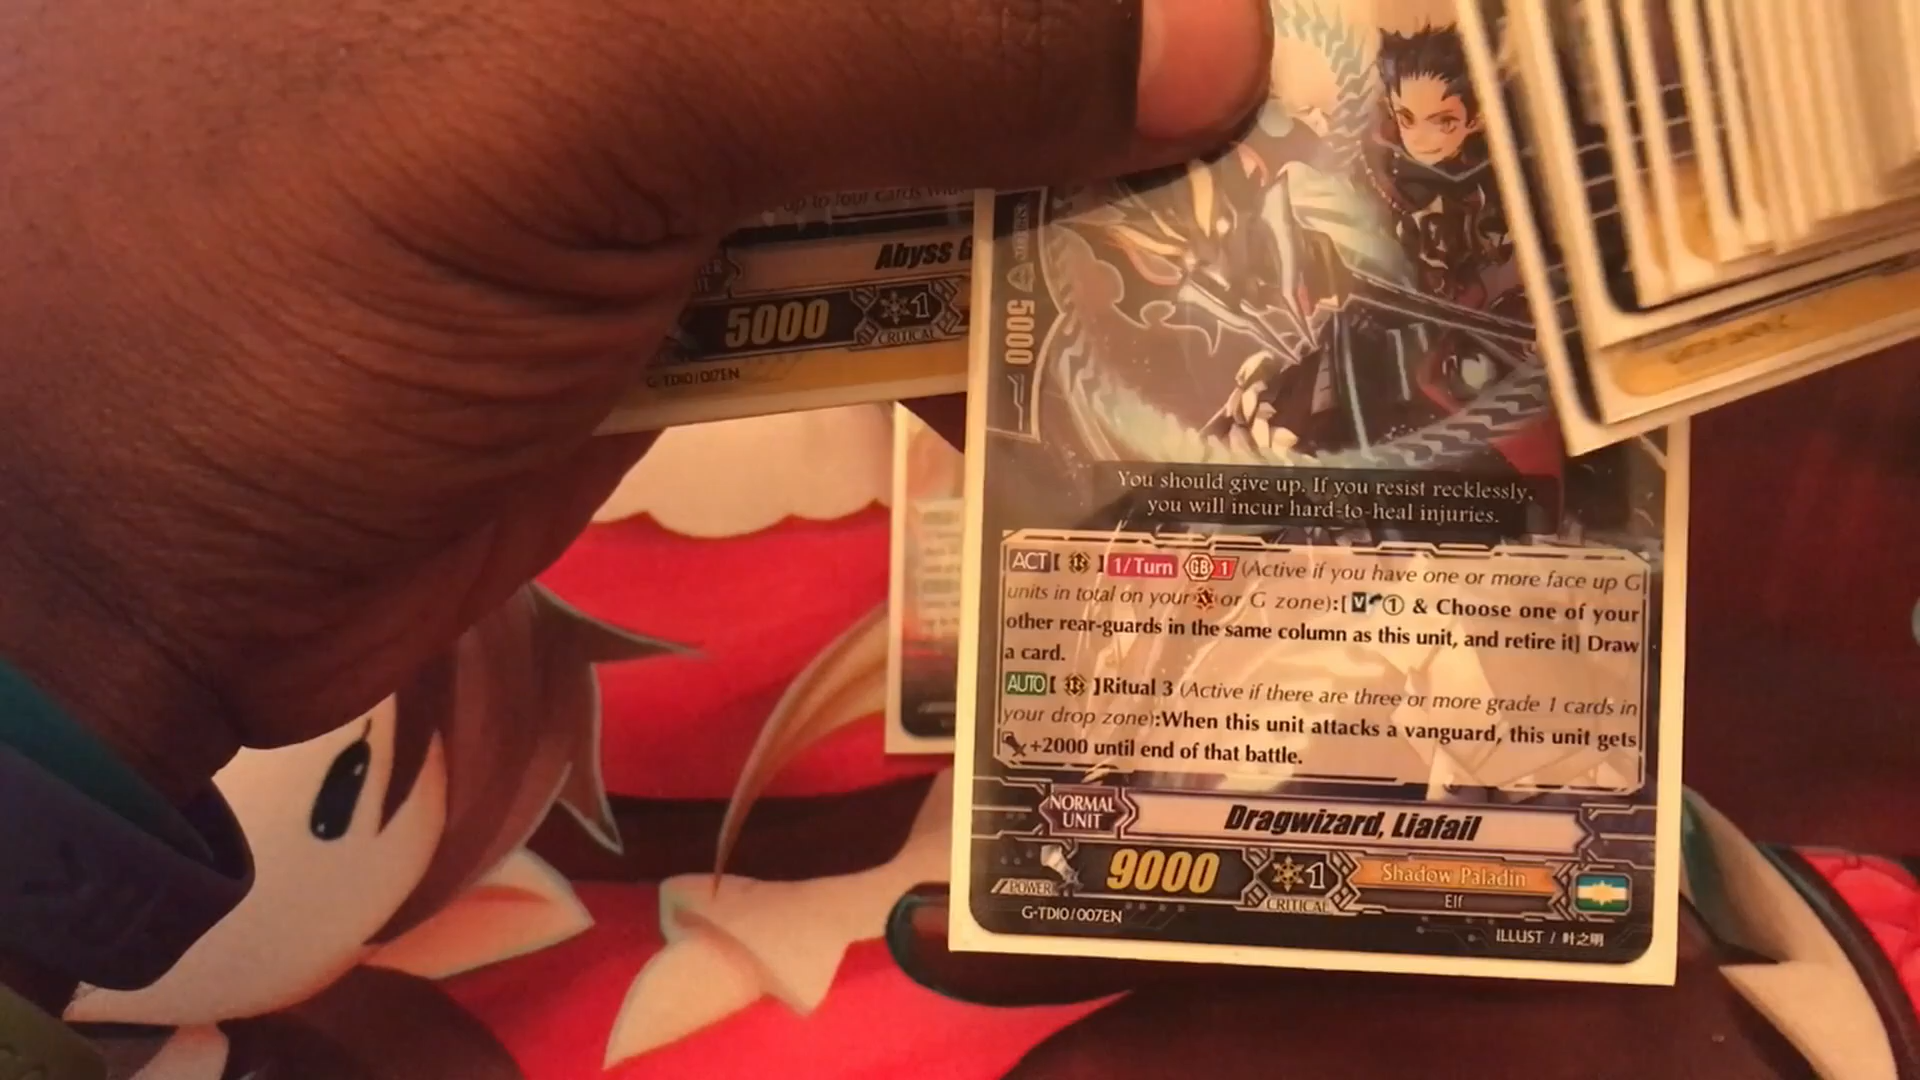 up to four cards
Abyss G
5000
1
CRITICAL
G-TD10/017EN
5000
You should give up. If you resist recklessly,
you will incur hard-to-heal injuries.
ACT [ ] 1/Turn GB 1 (Active if you have one or more face up G
units in total on your or G zone):[ V ① & Choose one of your
other rear-guards in the same column as this unit, and retire it] Draw
a card.
AUTO [ ]Ritual 3 (Active if there are three or more grade 1 cards in
your drop zone):When this unit attacks a vanguard, this unit gets
+2000 until end of that battle.
NORMAL
UNIT
Dragwizard, Liafail
POWER
9000
1
CRITICAL
Shadow Paladin
Elf
G-TD10/007EN
ILLUST / 叶之明